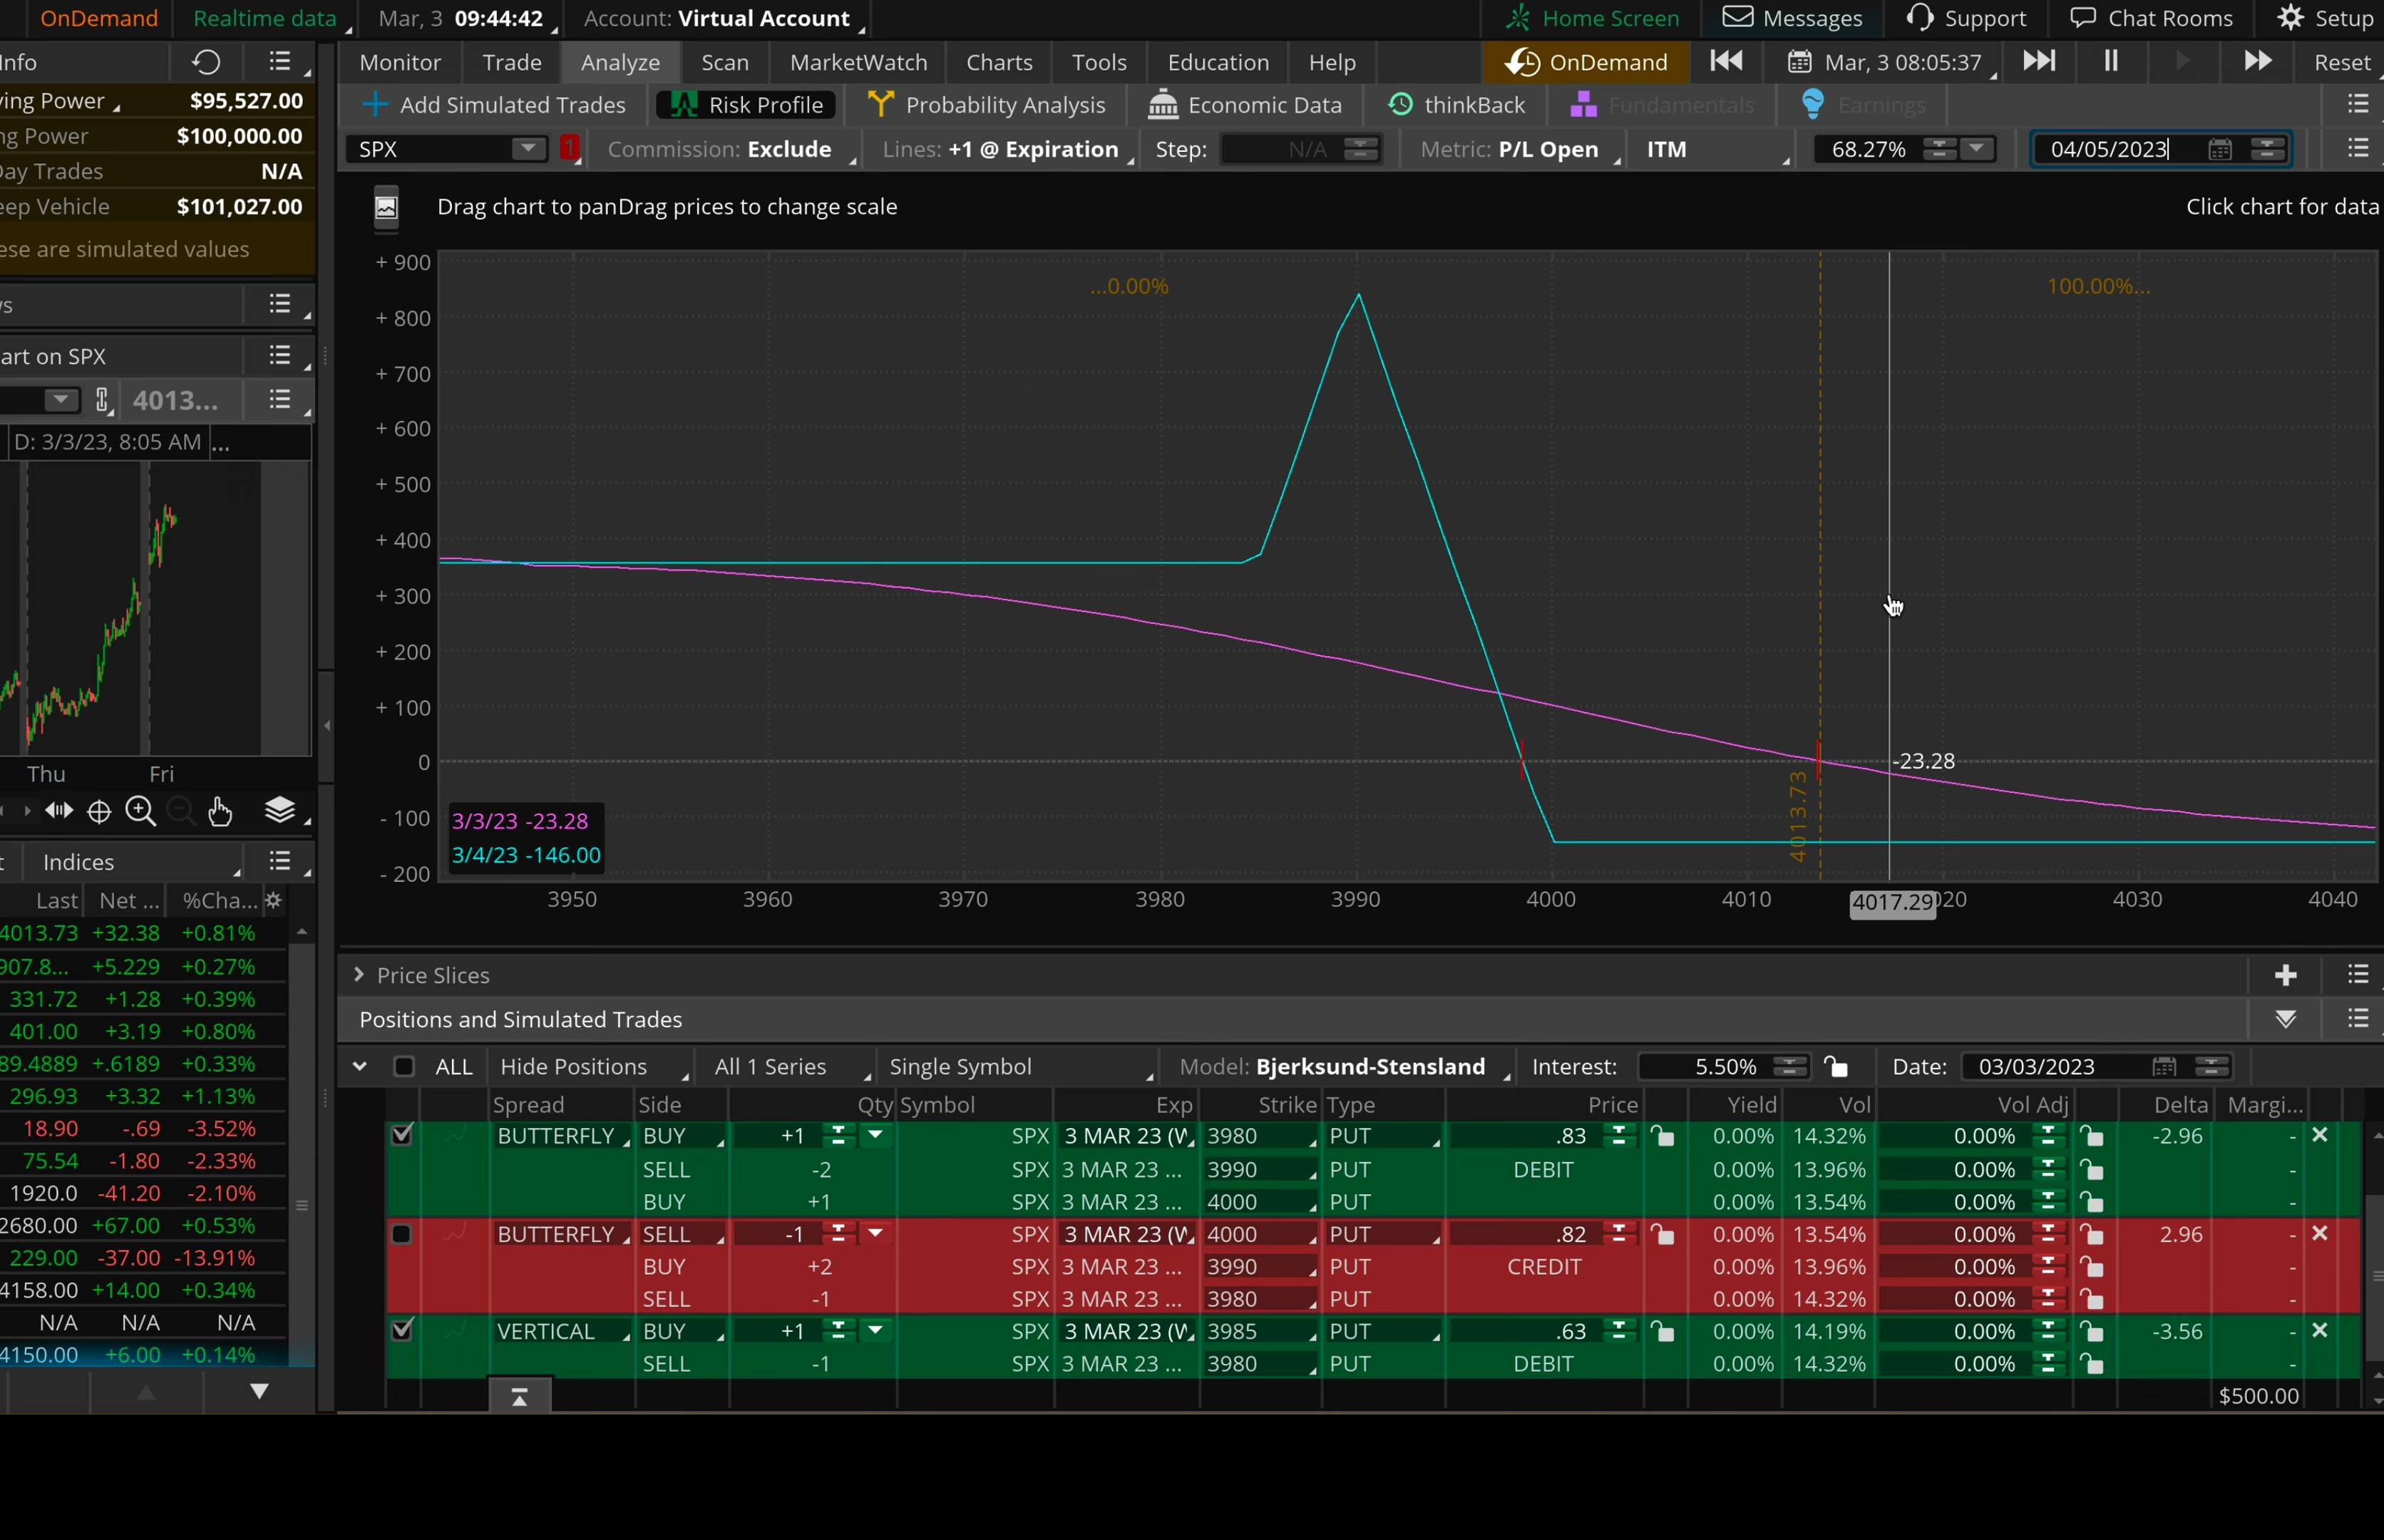 OnDemand Realtime data Mar, 3 09:44:42 Account: Virtual Account Home Screen Messages Support Chat Rooms Setup
nfo Monitor Trade Analyze Scan MarketWatch Charts Tools Education Help OnDemand Mar, 3 08:05:37 Reset
ying Power $95,527.00 Add Simulated Trades Risk Profile Probability Analysis Economic Data thinkBack Fundamentals Earnings
ng Power $100,000.00
SPX 1 Commission: Exclude Lines: +1 @ Expiration Step: N/A Metric: P/L Open ITM 68.27% 04/05/2023
Day Trades N/A
eep Vehicle $101,027.00 Drag chart to panDrag prices to change scale Click chart for data
ese are simulated values
+ 900
...0.00% 100.00%...
ws
+ 800
art on SPX
+ 700
4013...
+ 600
D: 3/3/23, 8:05 AM ...
+ 500
+ 400
+ 300
+ 200
+ 100
0 -23.28
Thu Fri
4013.73
- 100
3/3/23 -23.28
3/4/23 -146.00
- 200
Indices
Last Net ... %Cha... 3950 3960 3970 3980 3990 4000 4010 4017.29 020 4030 4040
4013.73 +32.38 +0.81%
907.8... +5.229 +0.27% Price Slices
331.72 +1.28 +0.39%
Positions and Simulated Trades
401.00 +3.19 +0.80%
89.4889 +.6189 +0.33% ALL Hide Positions All 1 Series Single Symbol Model: Bjerksund-Stensland Interest: 5.50% Date: 03/03/2023
296.93 +3.32 +1.13% Spread Side Qty Symbol Exp Strike Type Price Yield Vol Vol Adj Delta Margi...
18.90 -.69 -3.52% BUTTERFLY BUY +1 SPX 3 MAR 23 (W 3980 PUT .83 0.00% 14.32% 0.00% -2.96 -
75.54 -1.80 -2.33% SELL -2 SPX 3 MAR 23 ... 3990 PUT DEBIT 0.00% 13.96% 0.00% -
1920.0 -41.20 -2.10% BUY +1 SPX 3 MAR 23 ... 4000 PUT 0.00% 13.54% 0.00% -
2680.00 +67.00 +0.53% BUTTERFLY SELL -1 SPX 3 MAR 23 (W 4000 PUT .82 0.00% 13.54% 0.00% 2.96 -
229.00 -37.00 -13.91% BUY +2 SPX 3 MAR 23 ... 3990 PUT CREDIT 0.00% 13.96% 0.00% -
4158.00 +14.00 +0.34% SELL -1 SPX 3 MAR 23 ... 3980 PUT 0.00% 14.32% 0.00% -
N/A N/A N/A VERTICAL BUY +1 SPX 3 MAR 23 (W 3985 PUT .63 0.00% 14.19% 0.00% -3.56 -
4150.00 +6.00 +0.14% SELL -1 SPX 3 MAR 23 ... 3980 PUT DEBIT 0.00% 14.32% 0.00% -
$500.00